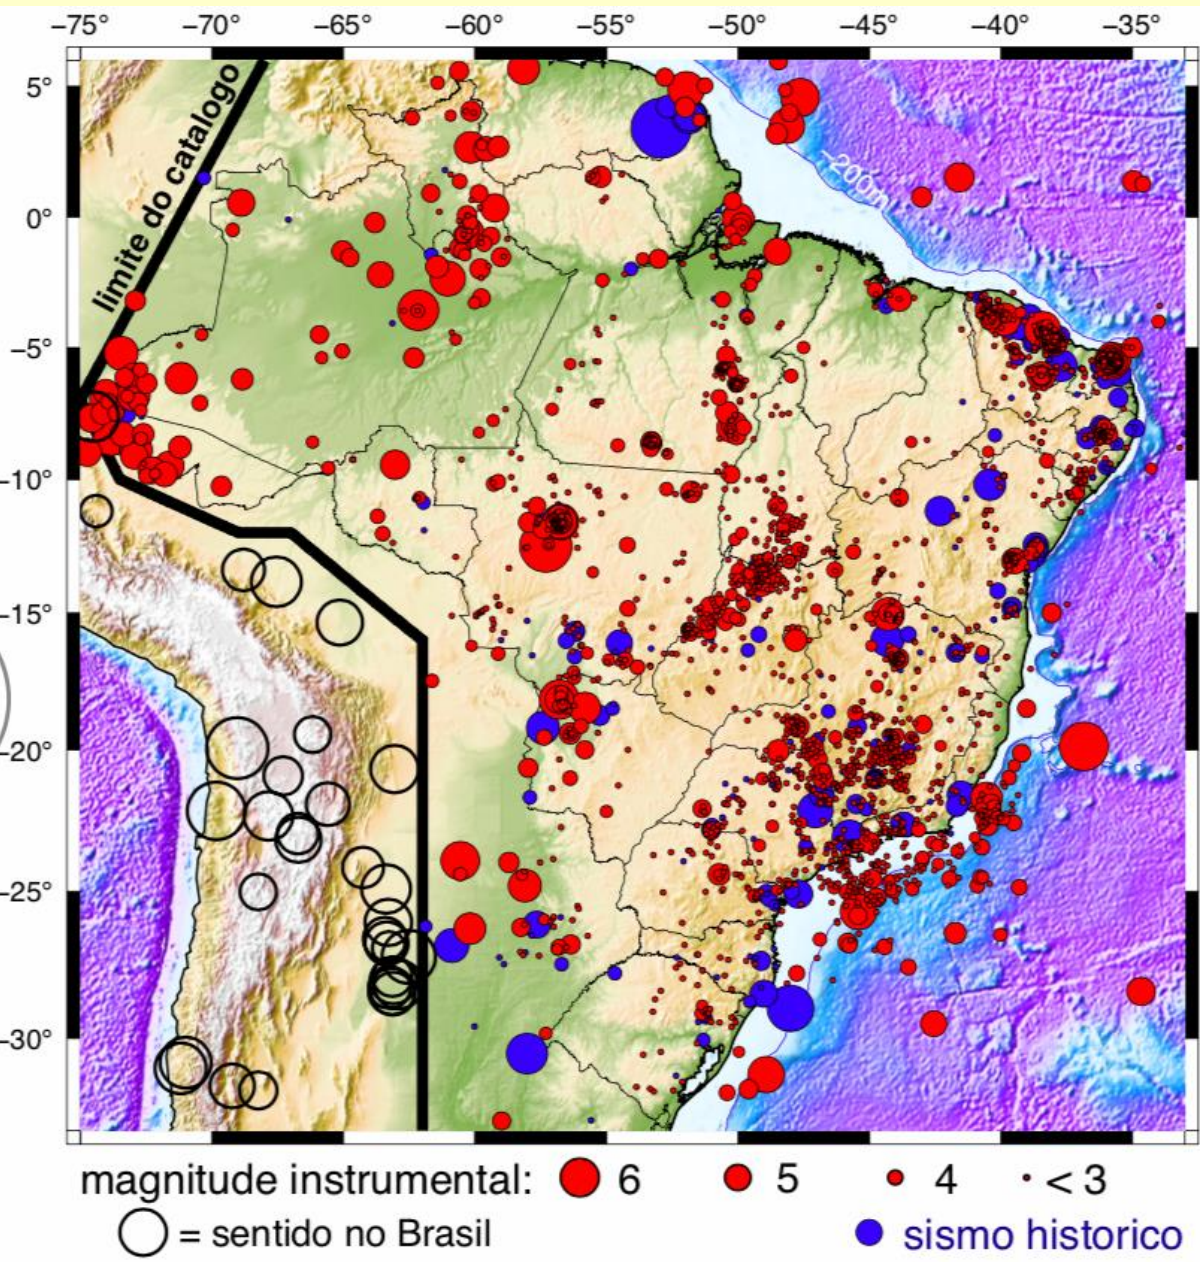 −75° −70° −65° −60° −55° −50° −45° −40° −35°
5°
0°
−5°
−10°
−15°
−20°
−25°
−30°
limite do catalogo
−200m
magnitude instrumental: 6 5 4 < 3
= sentido no Brasil sismo historico